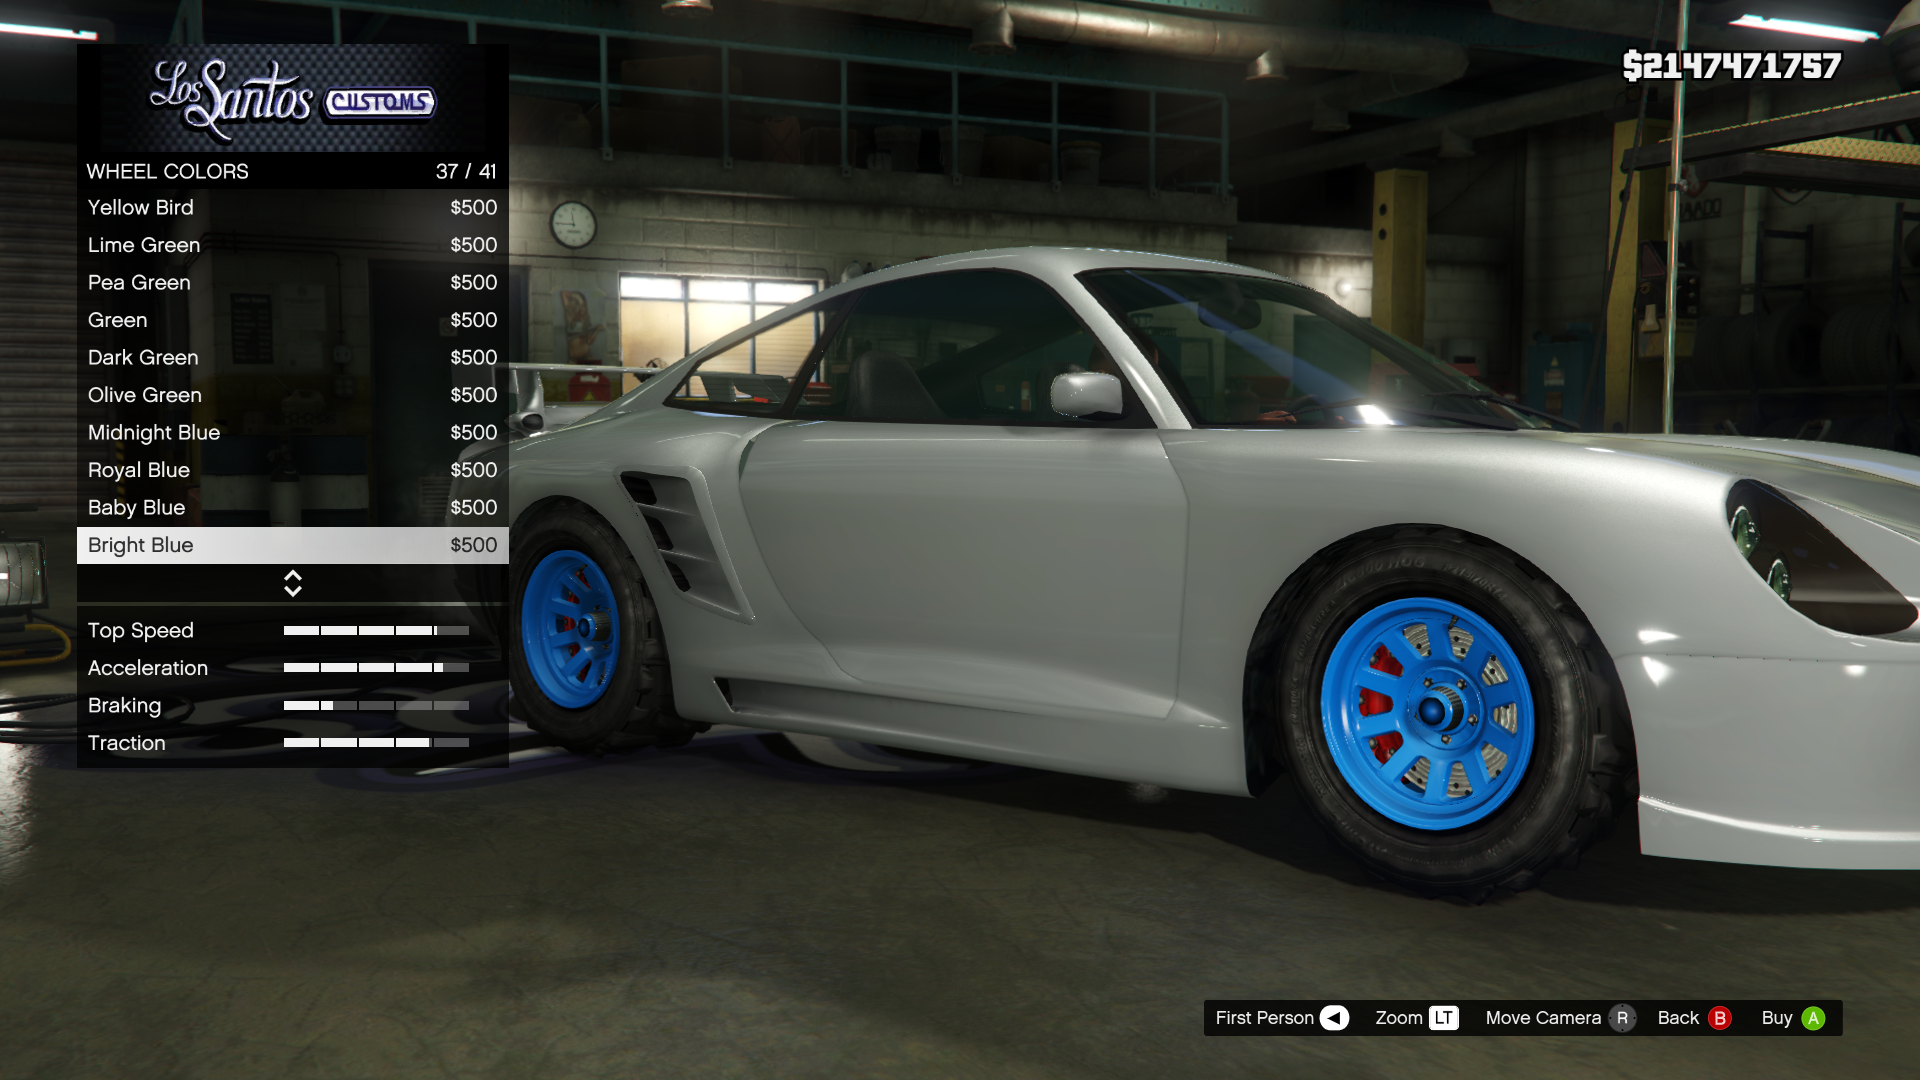 Los Santos CUSTOMS
$2147471757
WHEEL COLORS 37 / 41
Yellow Bird $500
Lime Green $500
Pea Green $500
Green $500
Dark Green $500
Olive Green $500
Midnight Blue $500
Royal Blue $500
Baby Blue $500
Bright Blue $500
Top Speed
Acceleration
Braking
Traction
First Person Zoom LT Move Camera R Back B Buy A